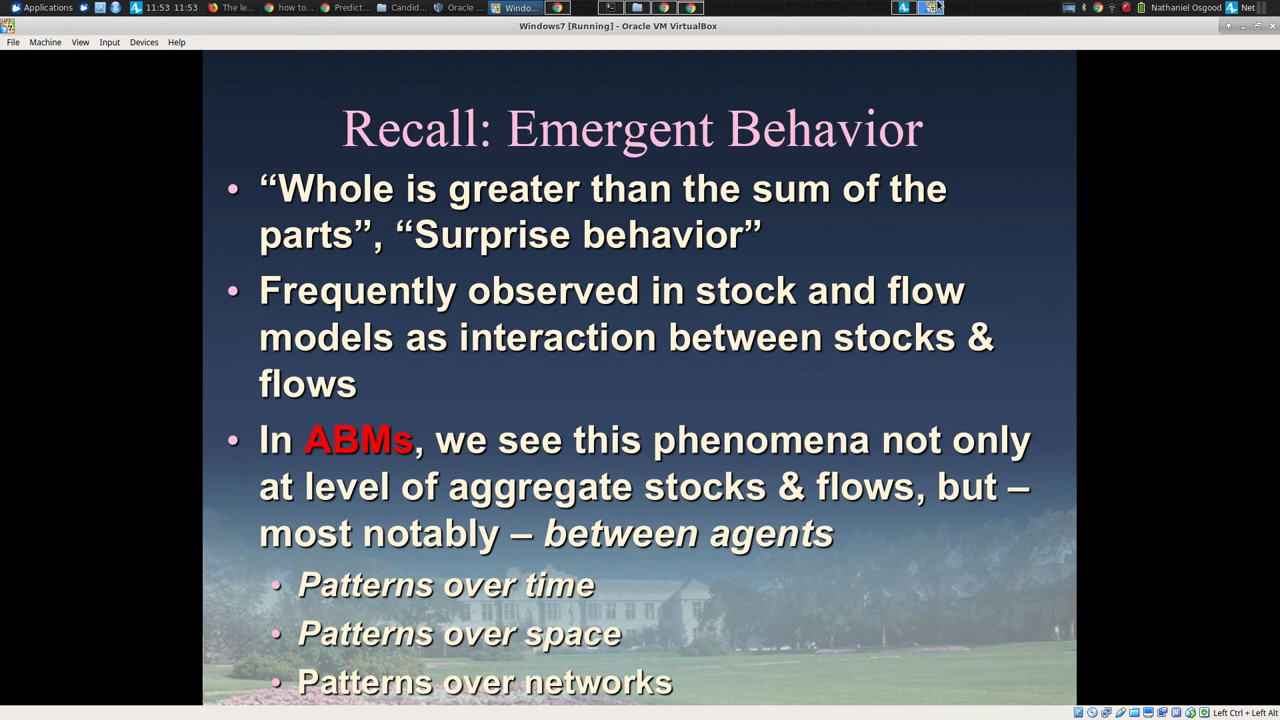 Applications 11:53 11:53 The le... how to... Predict... Candid... Oracle ... Windo... Nathaniel Osgood Net
Windows7 [Running] - Oracle VM VirtualBox
File Machine View Input Devices Help
Recall: Emergent Behavior
• “Whole is greater than the sum of the
parts”, “Surprise behavior”
• Frequently observed in stock and flow
models as interaction between stocks &
flows
• In ABMs, we see this phenomena not only
at level of aggregate stocks & flows, but –
most notably – between agents
• Patterns over time
• Patterns over space
• Patterns over networks
Left Ctrl + Left Alt